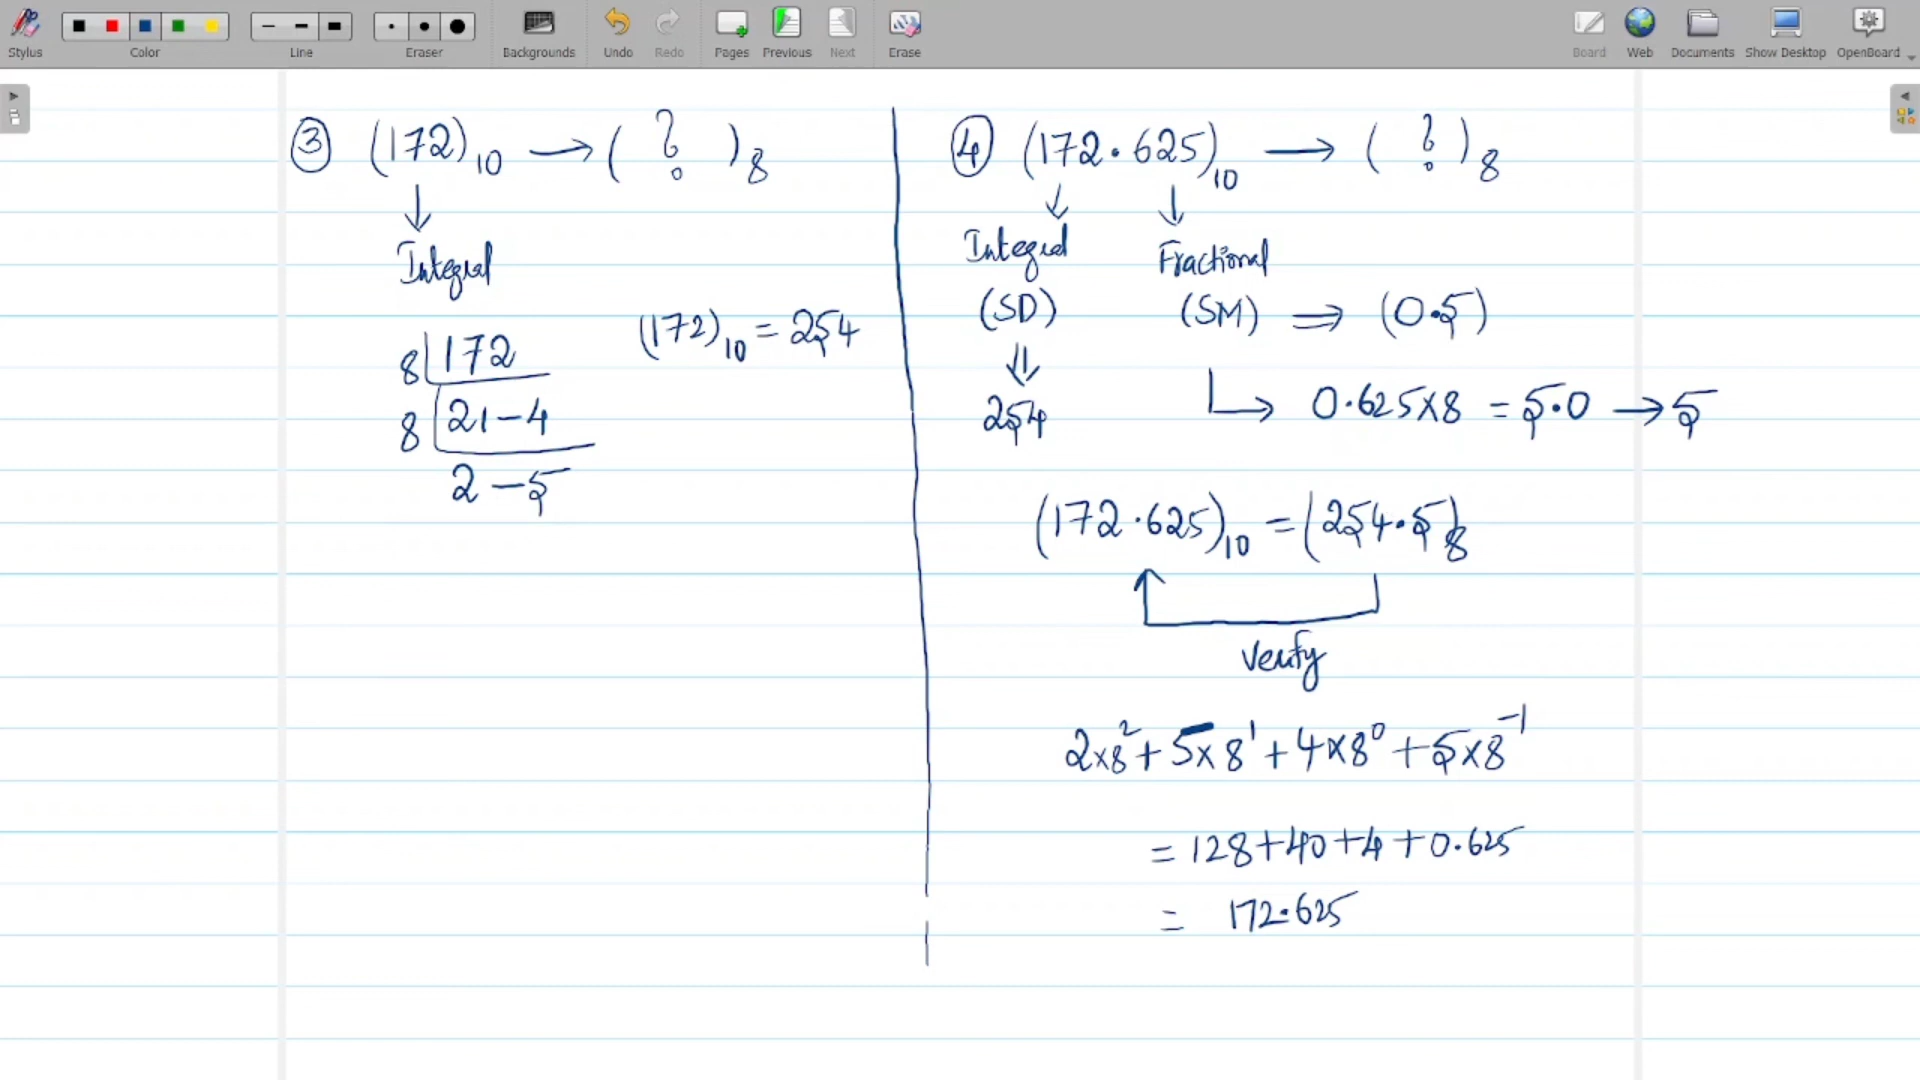 Stylus Color Line Eraser Backgrounds Undo Redo Pages Previous Next Erase Board Web Documents Show Desktop OpenBoard
③ (172)₁₀ → ( ? )₈
↓
Integral
8 172
8 21 – 4
2 – 5
(172)₁₀ = 254
④ (172.625)₁₀ → ( ? )₈
↓ ↓
Integral Fractional
(SD) (SM) ⇒ (0.5)
⇓
254 ↳ 0.625×8 = 5.0 → 5
(172.625)₁₀ = (254.5)₈
Verify
2×8² + 5×8¹ + 4×8⁰ + 5×8⁻¹
= 128+40+4+0.625
= 172.625